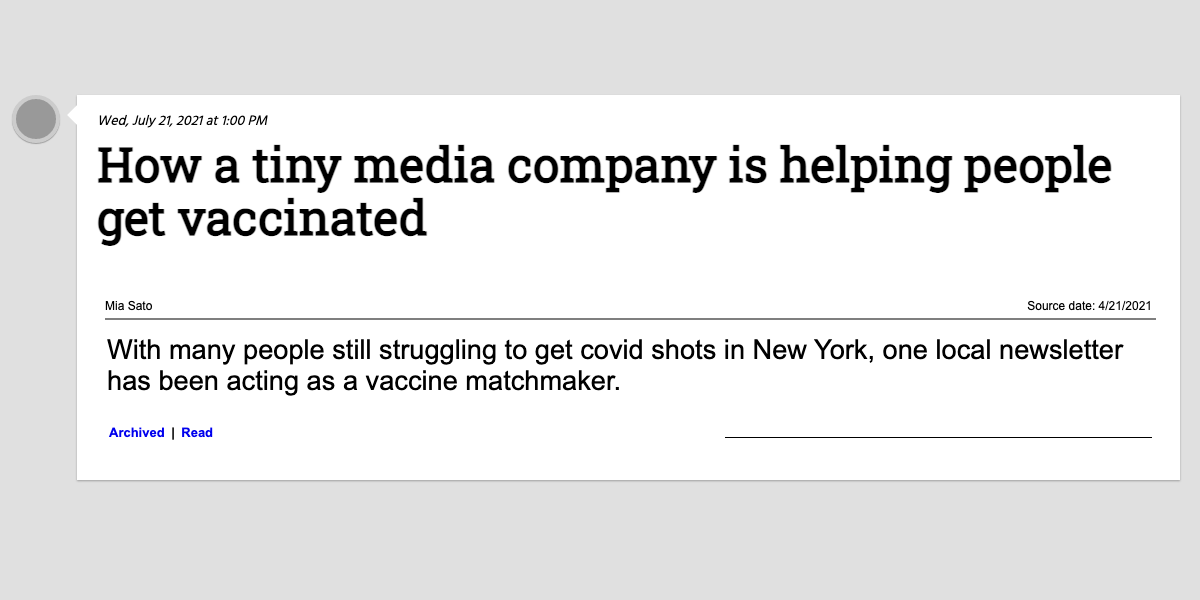 Wed, July 21, 2021 at 1:00 PM
How a tiny media company is helping people
get vaccinated
Mia Sato
Source date: 4/21/2021
With many people still struggling to get covid shots in New York, one local newsletter
has been acting as a vaccine matchmaker.
Archived | Read